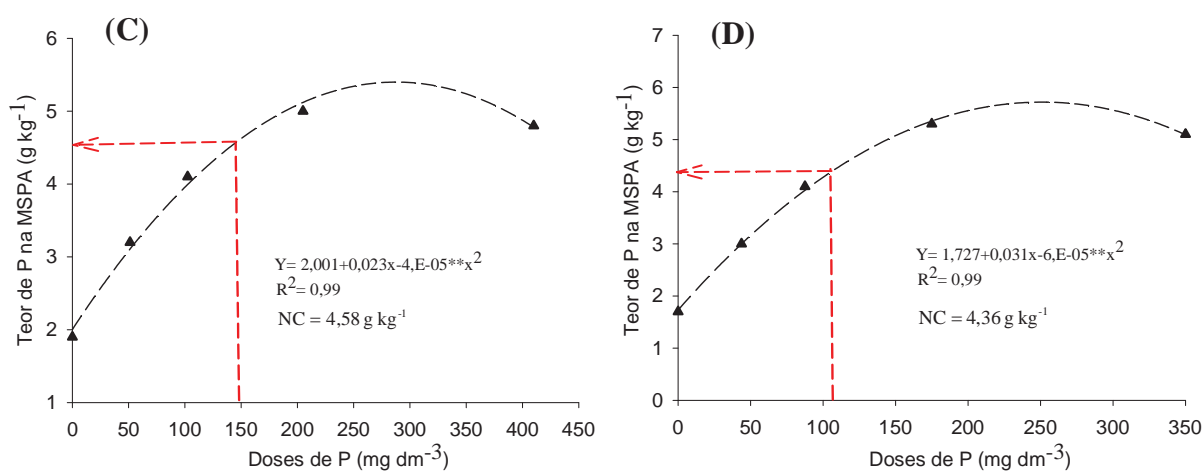 (C)
Teor de P na MSPA (g kg-1)
6
5
4
3
2
1
Y= 2,001+0,023x-4,E-05**x2
R2= 0,99
NC = 4,58 g kg-1
0 50 100 150 200 250 300 350 400 450
Doses de P (mg dm-3)
(D)
Teor de P na MSPA (g kg-1)
7
6
5
4
3
2
1
0
Y= 1,727+0,031x-6,E-05**x2
R2= 0,99
NC = 4,36 g kg-1
0 50 100 150 200 250 300 350
Doses de P (mg dm-3)